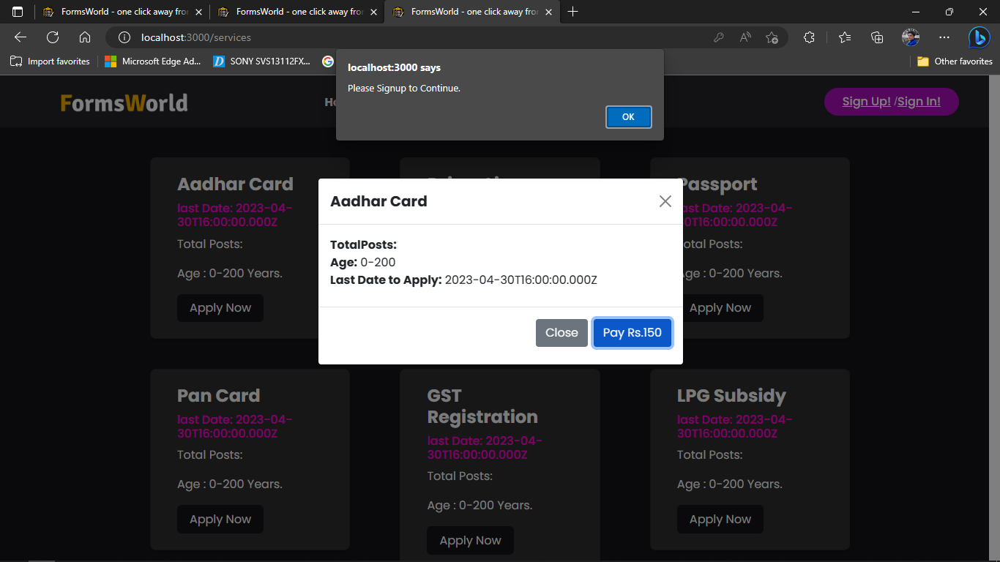 FormsWorld - one click away fro
FormsWorld - one click away fro
FormsWorld - one click away fro
localhost:3000/services
Import favorites
Microsoft Edge Ad...
SONY SVS13112FX...
Other favorites
localhost:3000 says
Please Signup to Continue.
OK
FormsWorld
Sign Up! /Sign In!
Aadhar Card
last Date: 2023-04-
30T16:00:00.000Z
Total Posts:
Age : 0-200 Years.
Apply Now
Passport
ast Date: 2023-04-
0T16:00:00.000Z
otal Posts:
ge : 0-200 Years.
Apply Now
Aadhar Card
TotalPosts:
Age: 0-200
Last Date to Apply: 2023-04-30T16:00:00.000Z
Close
Pay Rs.150
Pan Card
last Date: 2023-04-
30T16:00:00.000Z
Total Posts:
Age : 0-200 Years.
Apply Now
GST
Registration
last Date: 2023-04-
30T16:00:00.000Z
Total Posts:
Age : 0-200 Years.
Apply Now
LPG Subsidy
last Date: 2023-04-
30T16:00:00.000Z
Total Posts:
Age : 0-200 Years.
Apply Now